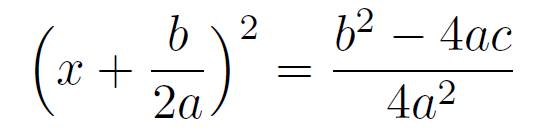 (x + b/2a)² = b² − 4ac/4a²